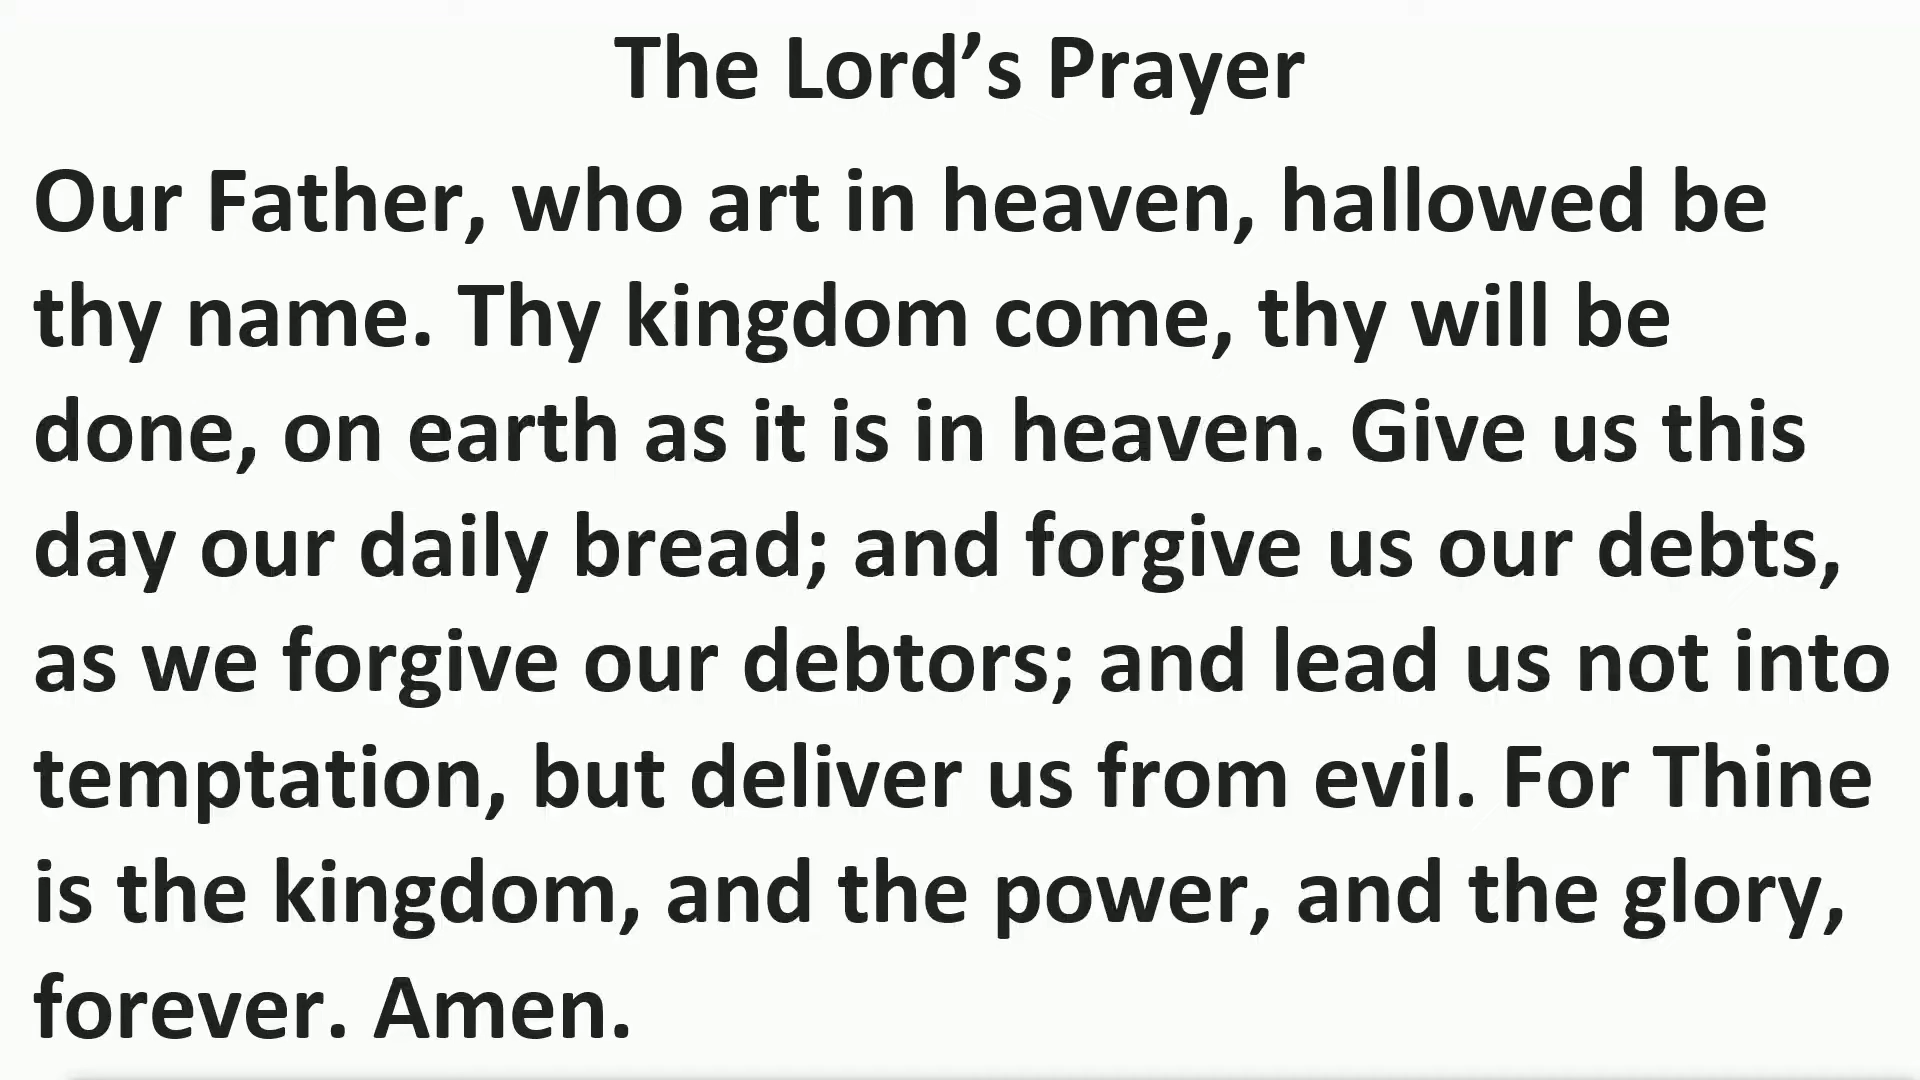 The Lord’s Prayer
Our Father, who art in heaven, hallowed be
thy name. Thy kingdom come, thy will be
done, on earth as it is in heaven. Give us this
day our daily bread; and forgive us our debts,
as we forgive our debtors; and lead us not into
temptation, but deliver us from evil. For Thine
is the kingdom, and the power, and the glory,
forever. Amen.